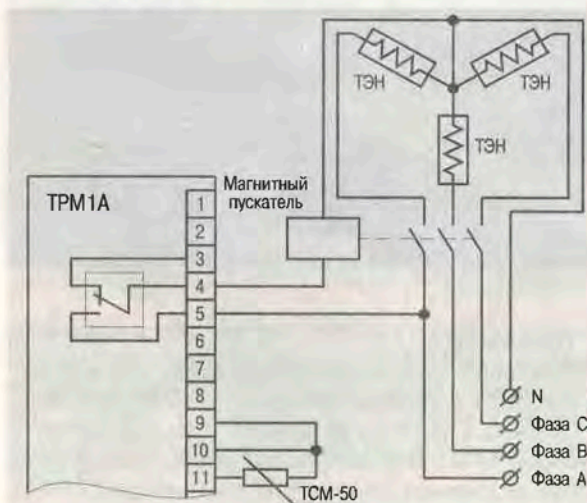 ТЭН
ТЭН
ТЭН
Магнитный
пускатель
ТРМ1А
1
2
3
4
5
6
7
8
9
10
11
ТСМ-50
N
Фаза С
Фаза В
Фаза А